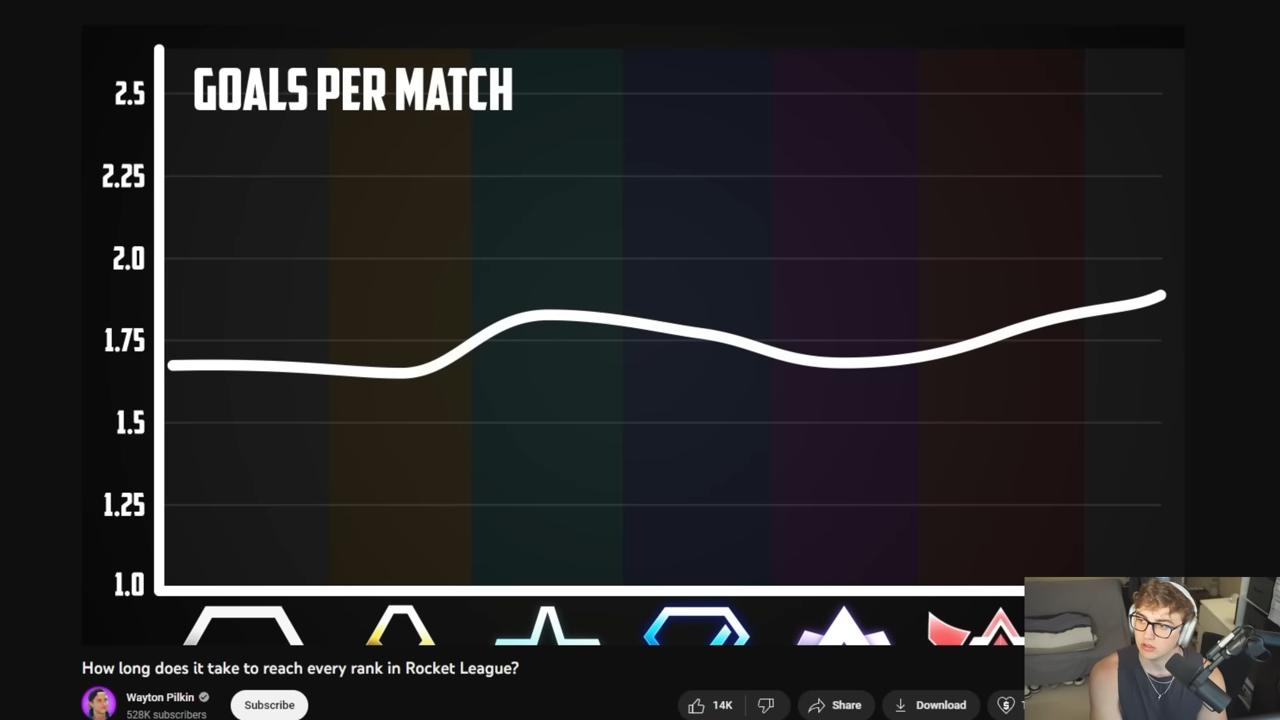 GOALS PER MATCH
2.5
2.25
2.0
1.75
1.5
1.25
1.0
How long does it take to reach every rank in Rocket League?
Wayton Pilkin
528K subscribers
Subscribe
14K
Share
Download